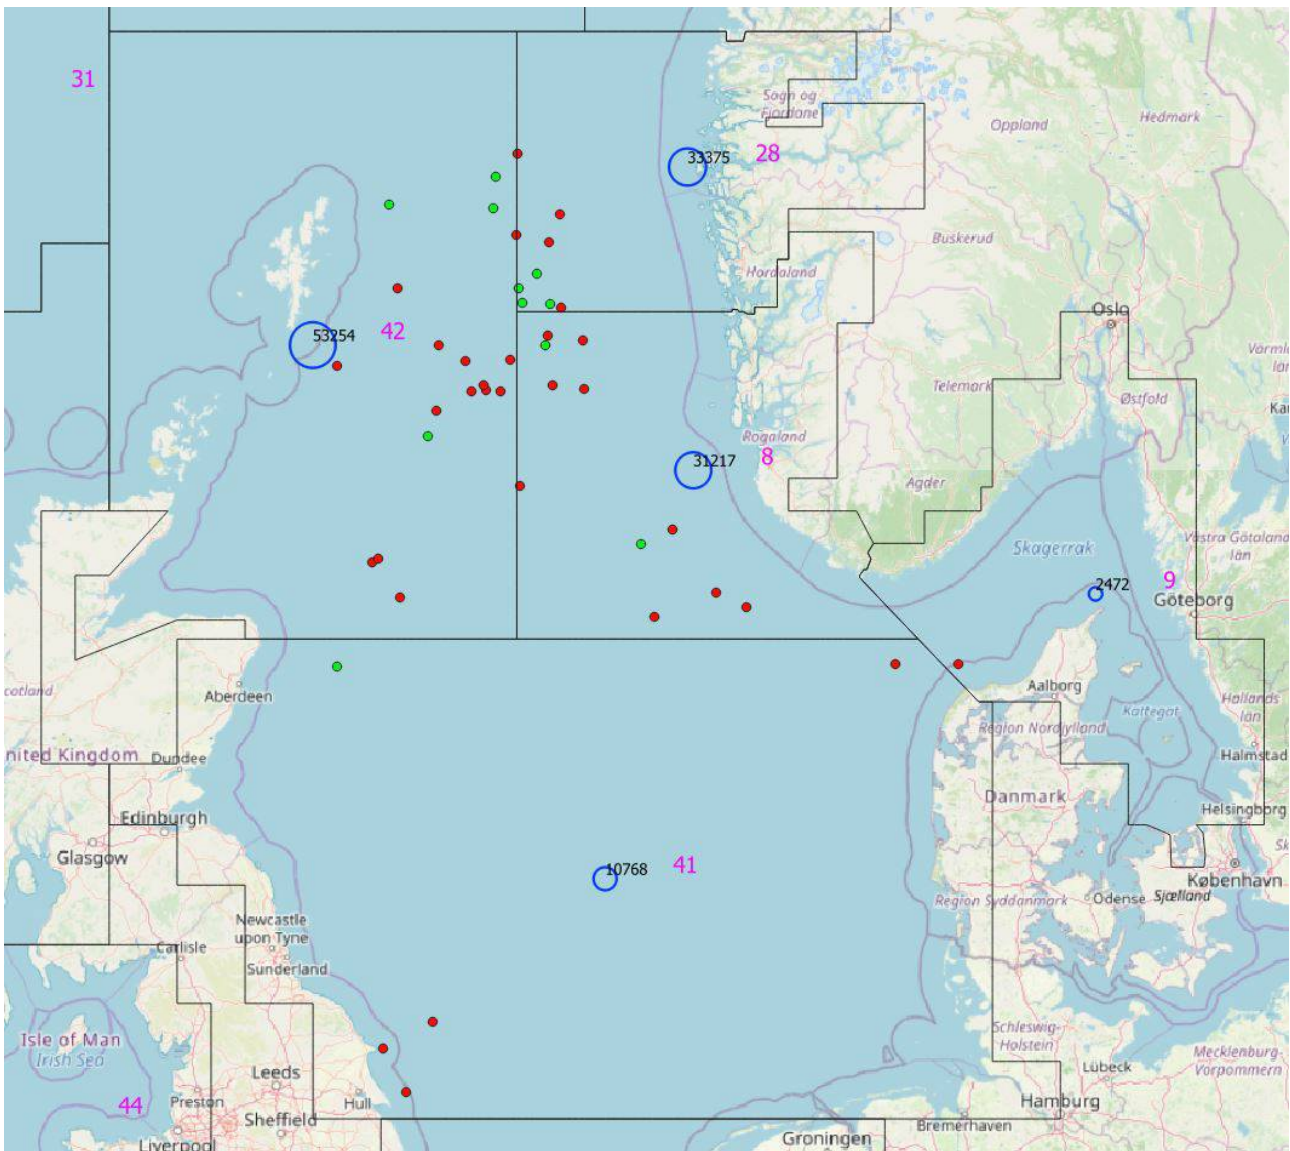 31
Sogn og
Fjordane
Oppland
Hedmark
33375
28
Buskerud
Hordaland
Oslo
53254
42
Telemark
Østfold
Rogaland
31217
8
Agder
Skagerrak
Västra Götaland
län
2472
9
Göteborg
Aberdeen
Aalborg
Kattegat
Hallands
län
Region Nordjylland
nited Kingdom
Dundee
Halmstad
Danmark
Edinburgh
Helsingborg
Glasgow
10768
41
København
Region Syddanmark
Odense
Sjælland
Newcastle
upon Tyne
Carlisle
Sunderland
Isle of Man
Irish Sea
Schleswig-
Holstein
Mecklenburg-
Vorpommern
Leeds
Lübeck
44
Preston
Hull
Hamburg
Sheffield
Bremerhaven
Liverpool
Groningen